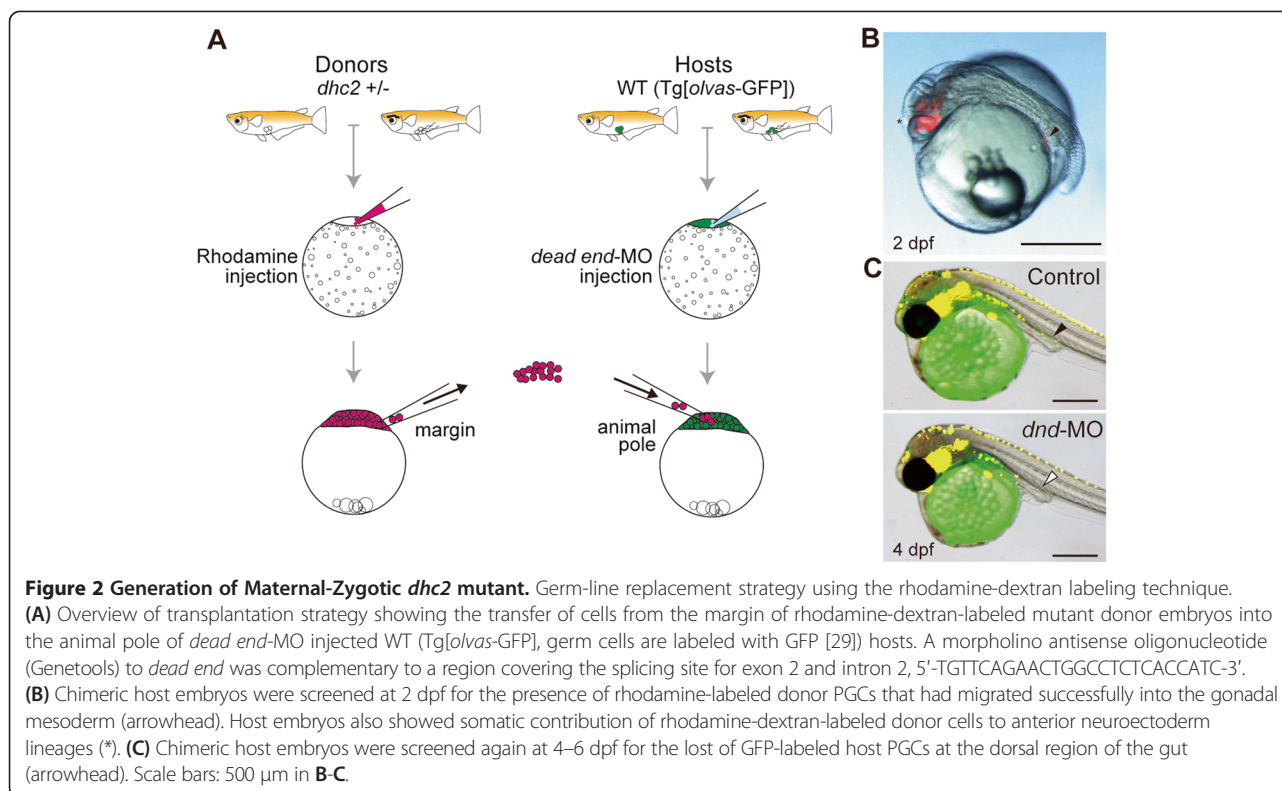 A
Donors
dhc2 +/-
Hosts
WT (Tg[olvas-GFP])
Rhodamine
injection
dead end-MO
injection
margin
animal
pole
B
*
2 dpf
C
Control
dnd-MO
4 dpf
Figure 2 Generation of Maternal-Zygotic dhc2 mutant. Germ-line replacement strategy using the rhodamine-dextran labeling technique.
(A) Overview of transplantation strategy showing the transfer of cells from the margin of rhodamine-dextran-labeled mutant donor embryos into
the animal pole of dead end-MO injected WT (Tg[olvas-GFP], germ cells are labeled with GFP [29]) hosts. A morpholino antisense oligonucleotide
(Genetools) to dead end was complementary to a region covering the splicing site for exon 2 and intron 2, 5′-TGTTCAGAACTGGCCTCTCACCATC-3′.
(B) Chimeric host embryos were screened at 2 dpf for the presence of rhodamine-labeled donor PGCs that had migrated successfully into the gonadal
mesoderm (arrowhead). Host embryos also showed somatic contribution of rhodamine-dextran-labeled donor cells to anterior neuroectoderm
lineages (*). (C) Chimeric host embryos were screened again at 4–6 dpf for the lost of GFP-labeled host PGCs at the dorsal region of the gut
(arrowhead). Scale bars: 500 μm in B-C.